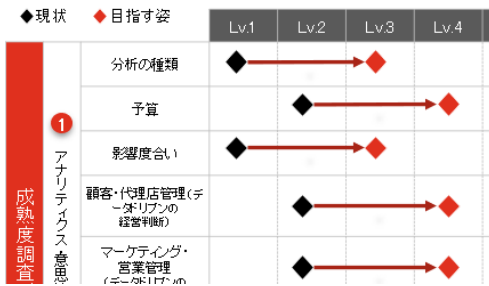 ◆現状 ◆目指す姿
Lv.1 Lv.2 Lv.3 Lv.4
分析の種類
予算
影響度合い
顧客・代理店管理(デ
ータドリブンの
経営判断)
マーケティング・
営業管理
(データドリブンの
1
アナリティクス・意思
成熟度調査